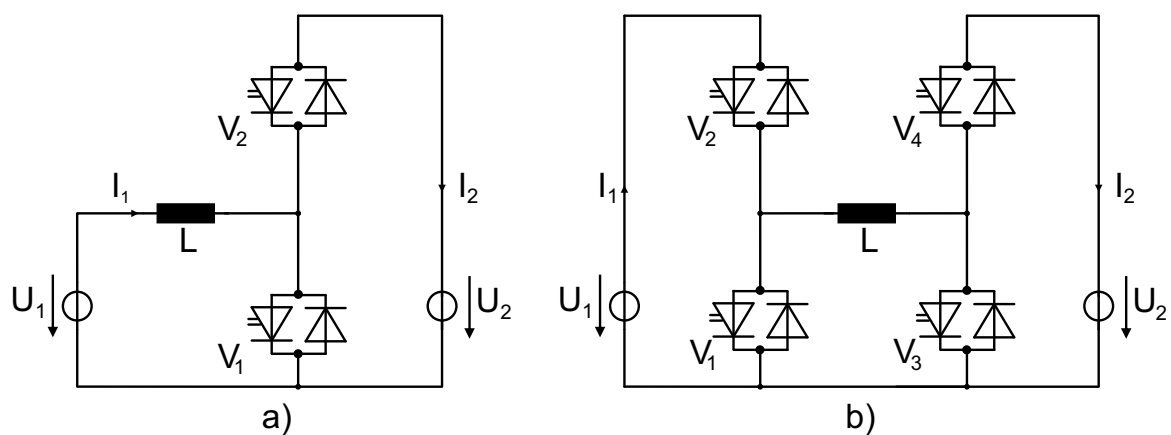 V₂
I₁
L
I₂
U₁
U₂
V₁
a)
V₂
V₄
I₁
L
I₂
U₁
U₂
V₁
V₃
b)